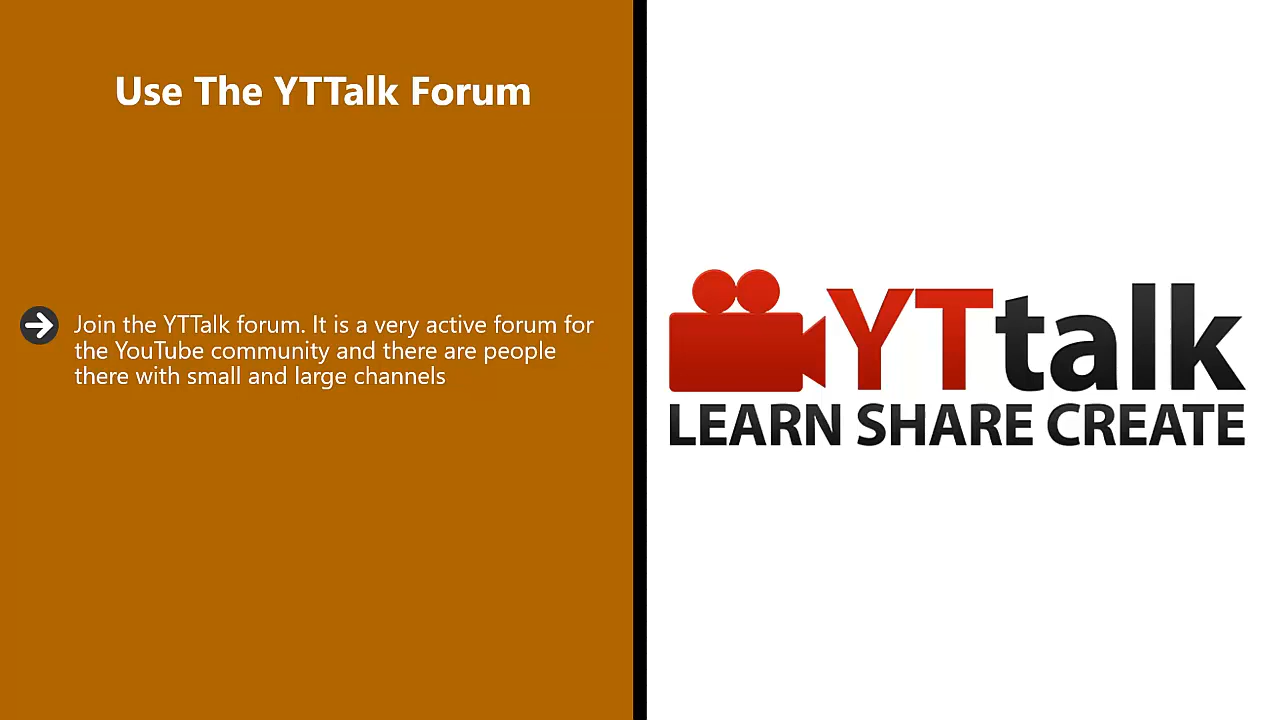 Use The YTTalk Forum
Join the YTTalk forum. It is a very active forum for
the YouTube community and there are people
there with small and large channels
YTtalk
LEARN SHARE CREATE